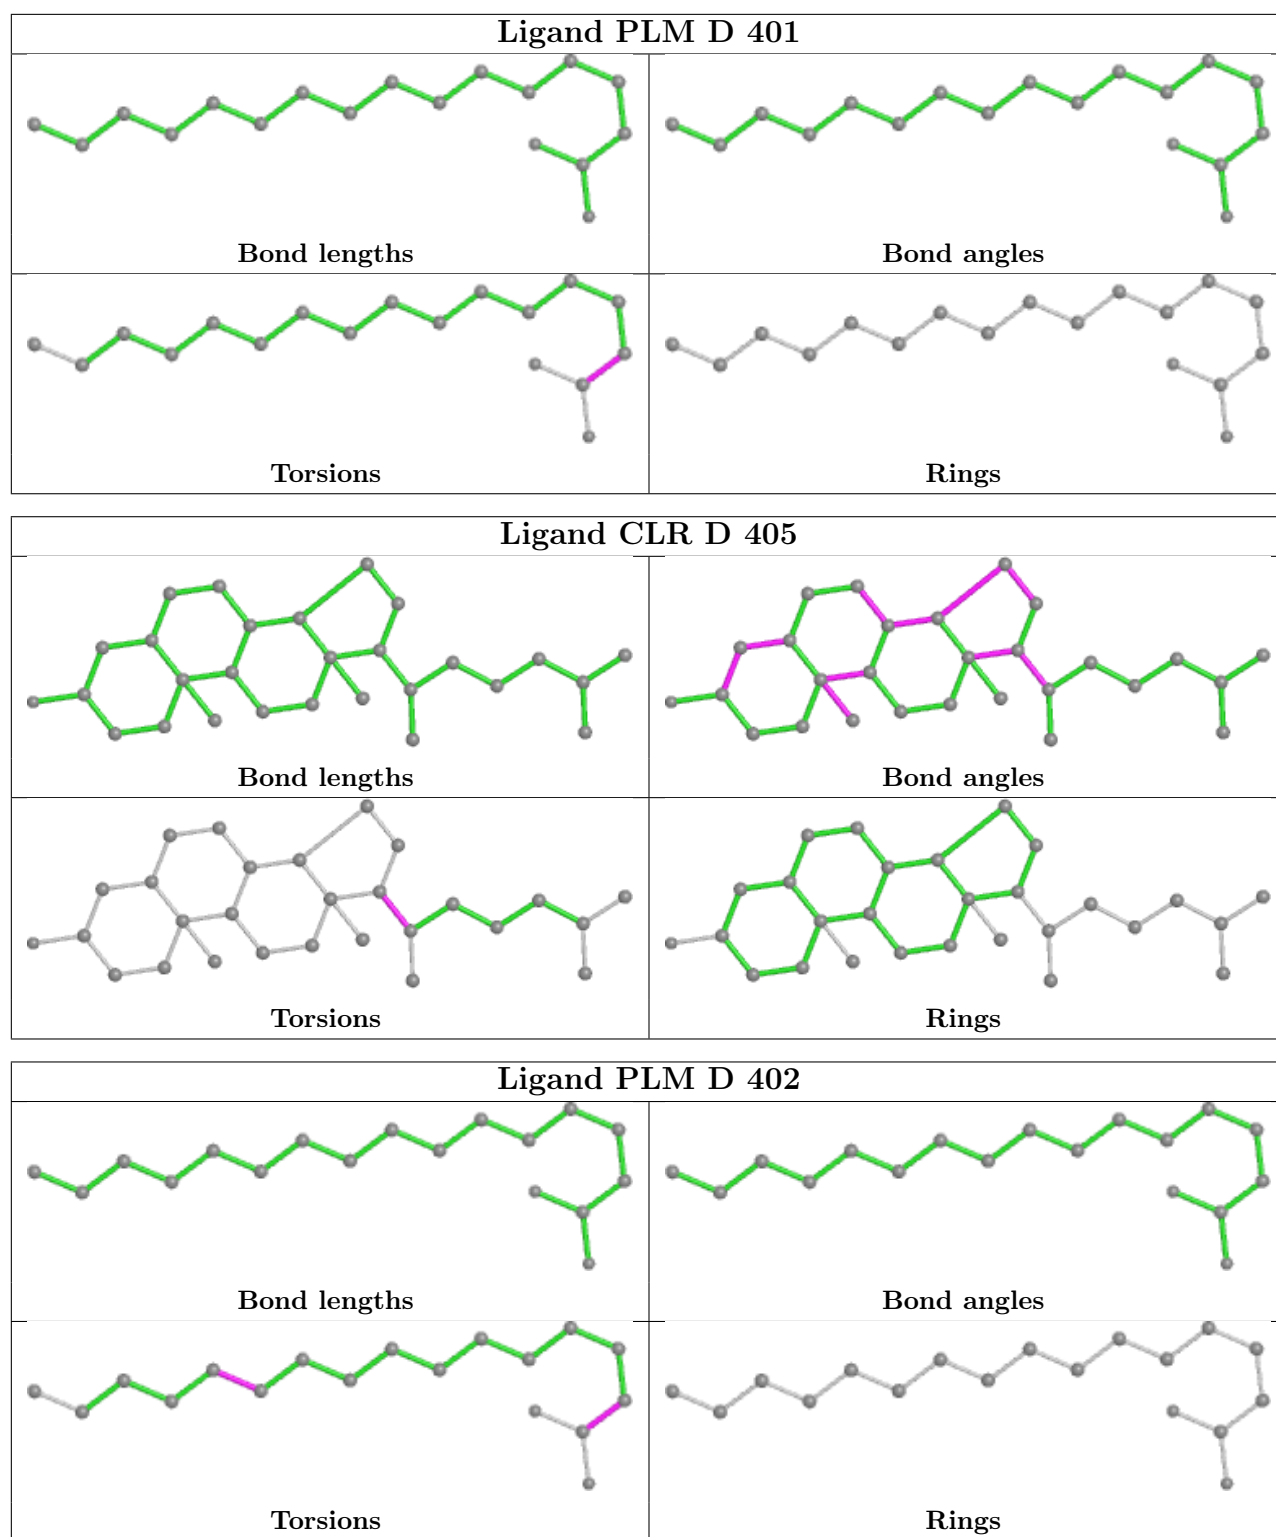 Ligand PLM D 401
Bond lengths
Bond angles
Torsions
Rings
Ligand CLR D 405
Bond lengths
Bond angles
Torsions
Rings
Ligand PLM D 402
Bond lengths
Bond angles
Torsions
Rings